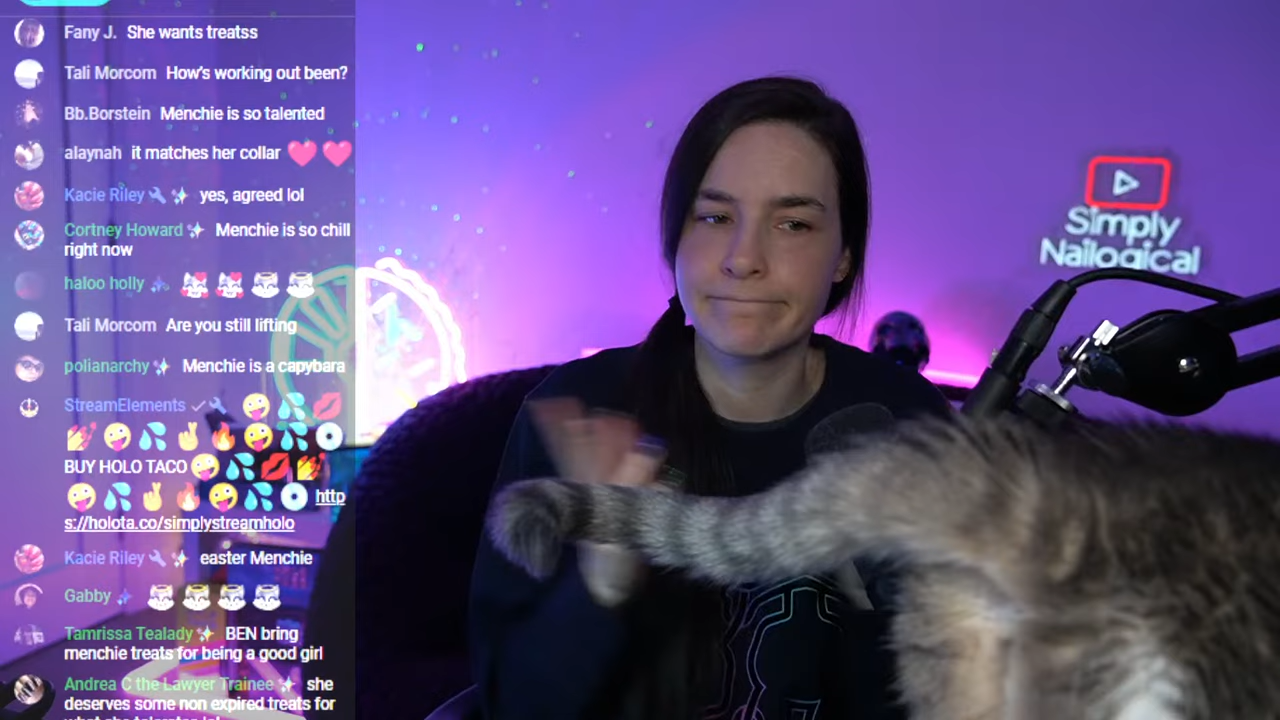 Fany J. She wants treatss
Tali Morcom How's working out been?
Bb.Borstein Menchie is so talented
alaynah it matches her collar
Kacie Riley yes, agreed lol
Cortney Howard Menchie is so chill
right now
haloo holly
Tali Morcom Are you still lifting
polianarchy Menchie is a capybara
StreamElements
BUY HOLO TACO
http
s://holota.co/simplystreamholo
Kacie Riley easter Menchie
Gabby
Tamrissa Tealady BEN bring
menchie treats for being a good girl
Andrea C the Lawyer Trainee she
deserves some non expired treats for
Simply
Nailogical